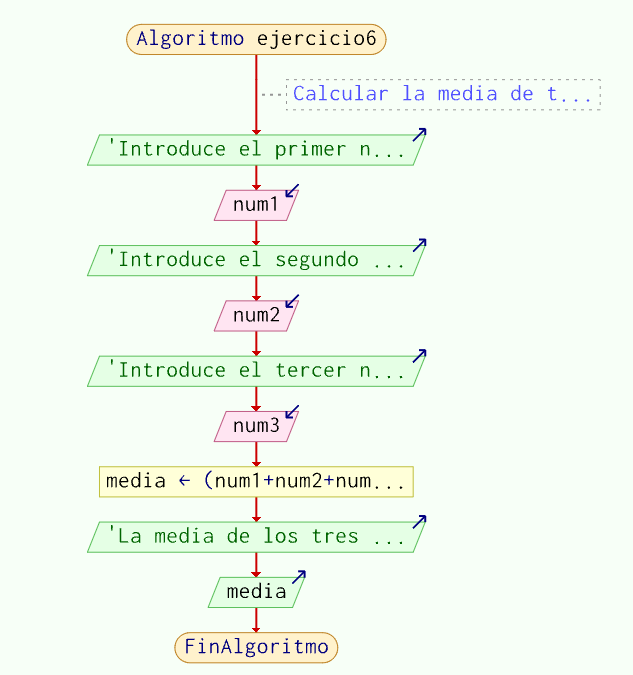 Algoritmo ejercicio6
Calcular la media de t...
'Introduce el primer n...
num1
'Introduce el segundo ...
num2
'Introduce el tercer n...
num3
media ← (num1+num2+num...
'La media de los tres ...
media
FinAlgoritmo